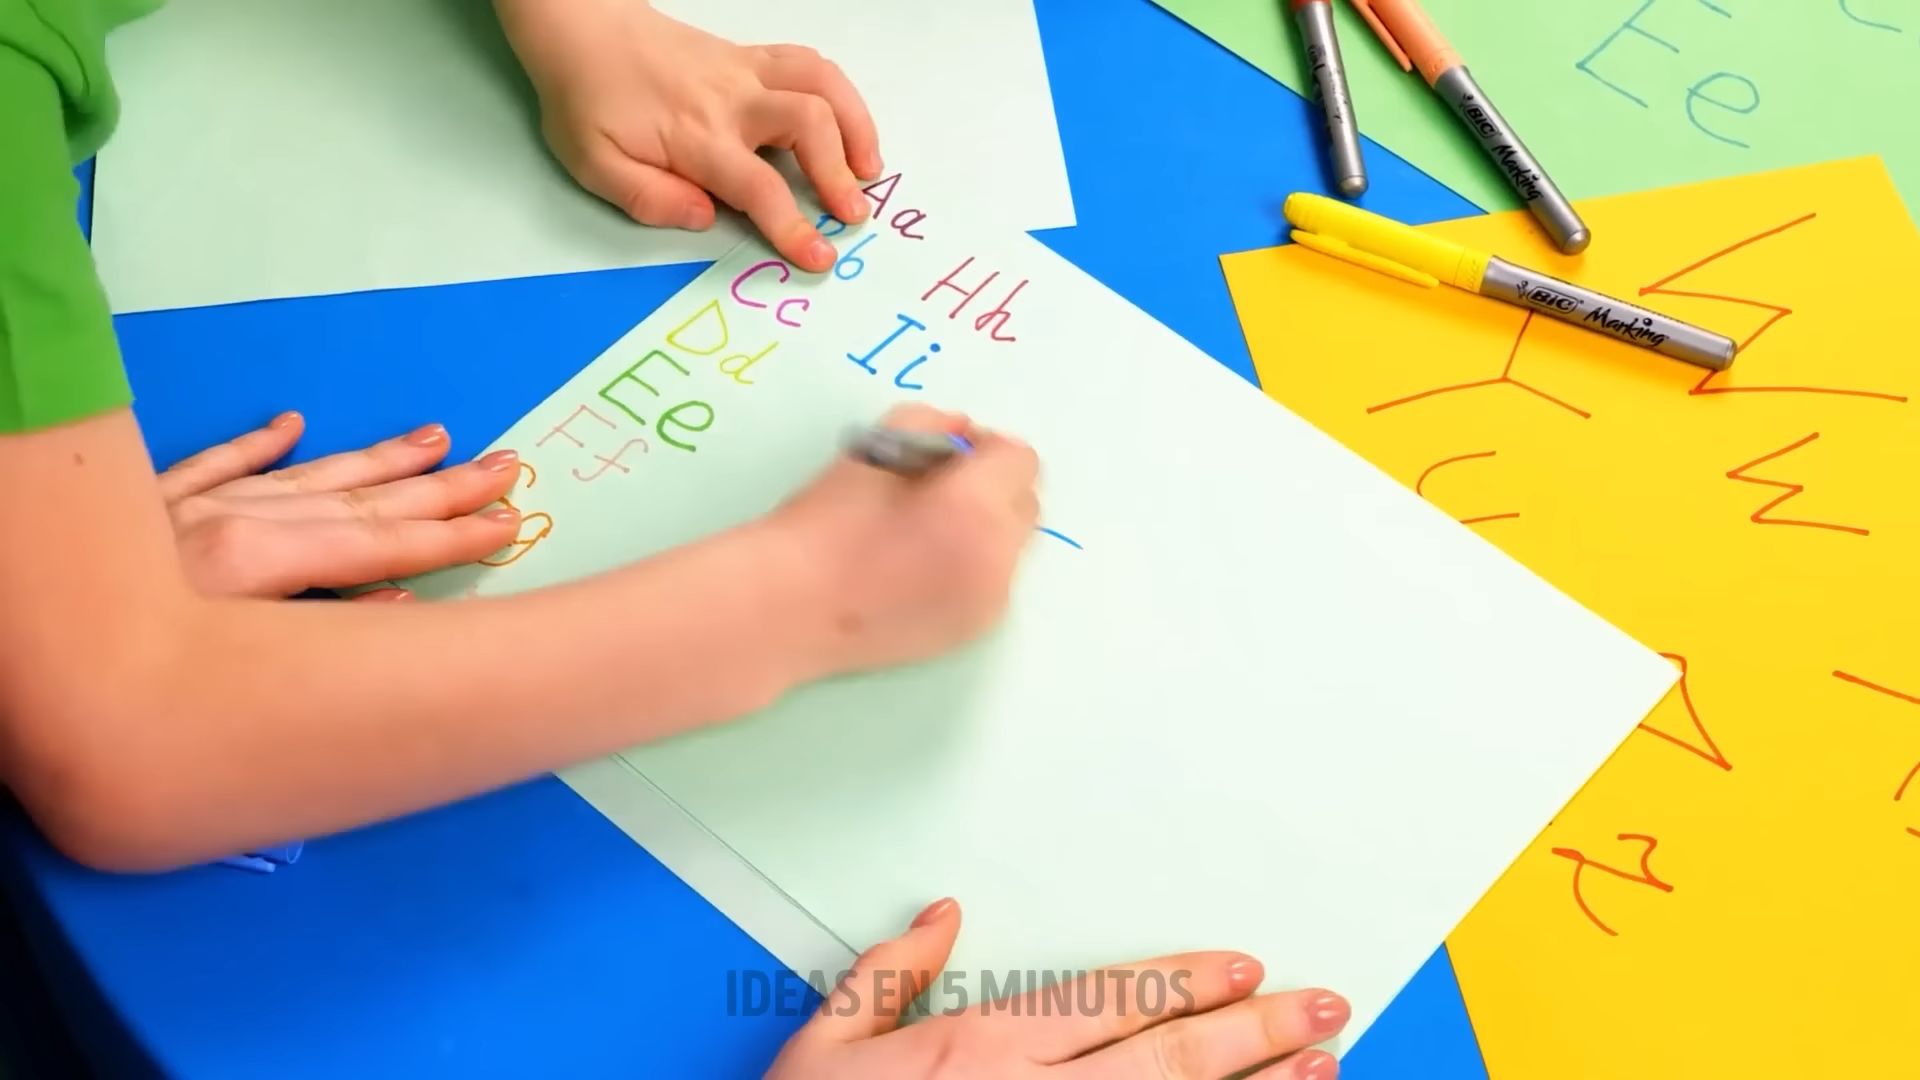 Aa
Bb
Cc
Dd
Ee
Ff
g
Hh
Ii
Ee
BIC Marking
BIC Marking
IDEAS EN 5 MINUTOS